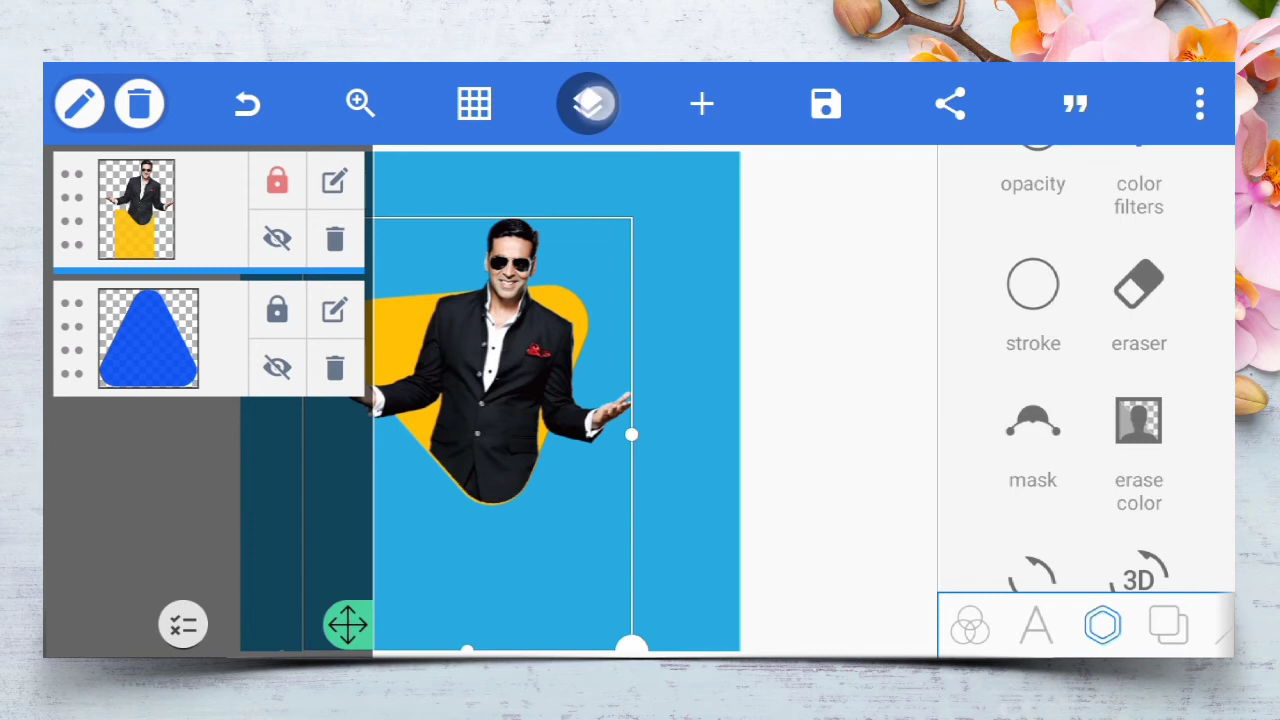 opacity
color
filters
stroke
eraser
mask
erase
color
3D